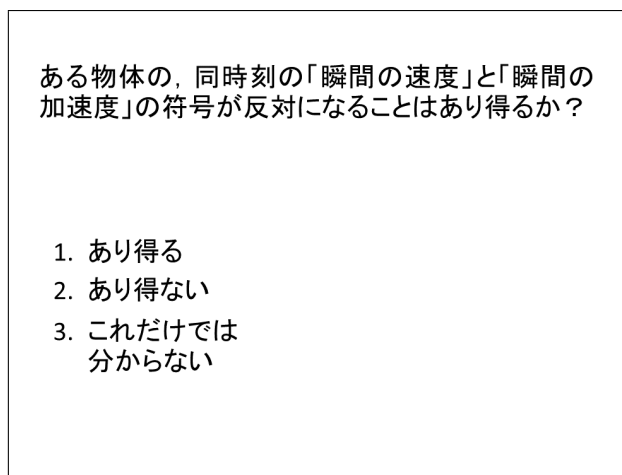 ある物体の，同時刻の「瞬間の速度」と「瞬間の
加速度」の符号が反対になることはあり得るか？
1. あり得る
2. あり得ない
3. これだけでは
分からない